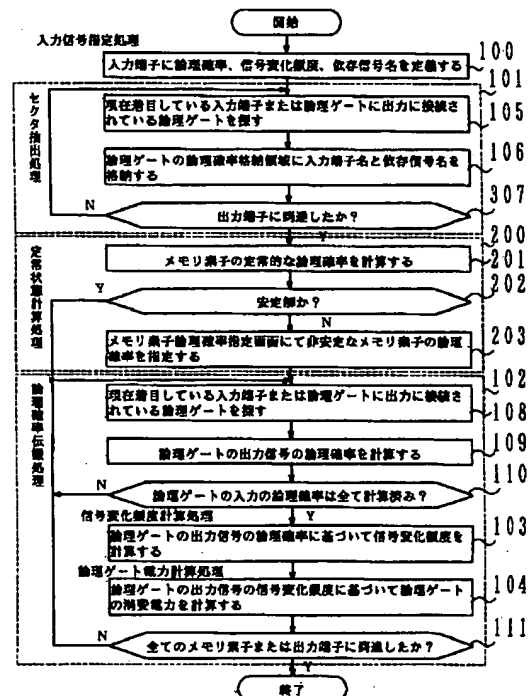 開始
入力信号指定処理
100
入力端子に論理確率、信号変化頻度、依存信号名を定義する
101
セクタ抽出処理
現在着目している入力端子または論理ゲートに出力に接続さ
れている論理ゲートを探す
105
論理ゲートの論理確率格納領域に入力端子名と依存信号名を
格納する
106
N
出力端子に到達したか？
307
Y
200
定常状態計算処理
メモリ素子の定常的な論理確率を計算する
201
Y
安定解か？
202
N
メモリ素子論理確率指定画面にて非安定なメモリ素子の論理
確率を指定する
203
102
論理確率伝播処理
現在着目している入力端子または論理ゲートに出力に接続さ
れている論理ゲートを探す
108
論理ゲートの出力信号の論理確率を計算する
109
N
論理ゲートの入力の論理確率は全て計算済み？
110
信号変化頻度計算処理
Y
論理ゲートの出力信号の論理確率に基づいて信号変化頻度を
計算する
103
論理ゲート電力計算処理
論理ゲートの出力信号の信号変化頻度に基づいて論理ゲート
の消費電力を計算する
104
N
全てのメモリ素子または出力端子に到達したか？
111
Y
終了